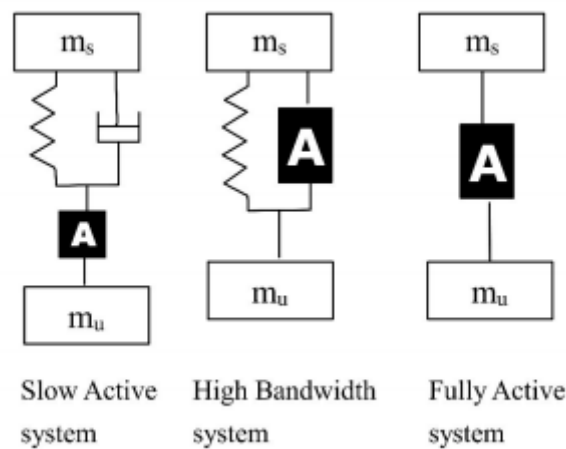 mₛ
mₛ
mₛ
A
A
A
mᵤ
mᵤ
mᵤ
Slow Active
system
High Bandwidth
system
Fully Active
system